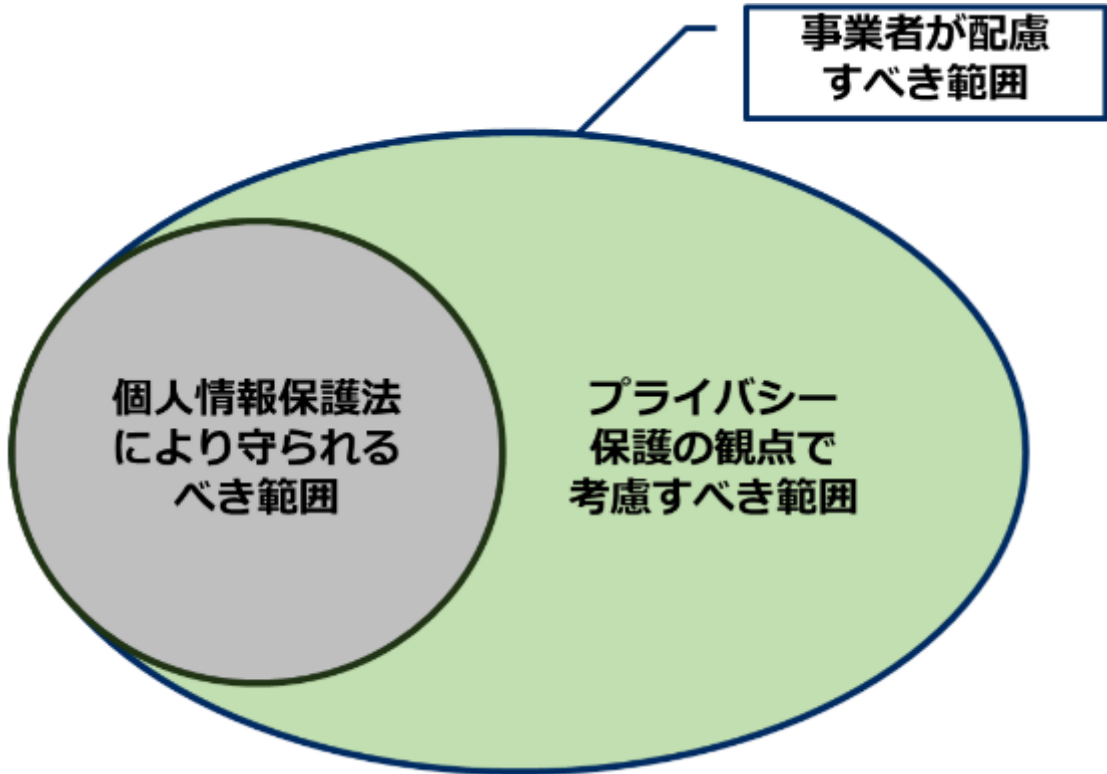 事業者が配慮
すべき範囲
個人情報保護法
により守られる
べき範囲
プライバシー
保護の観点で
考慮すべき範囲